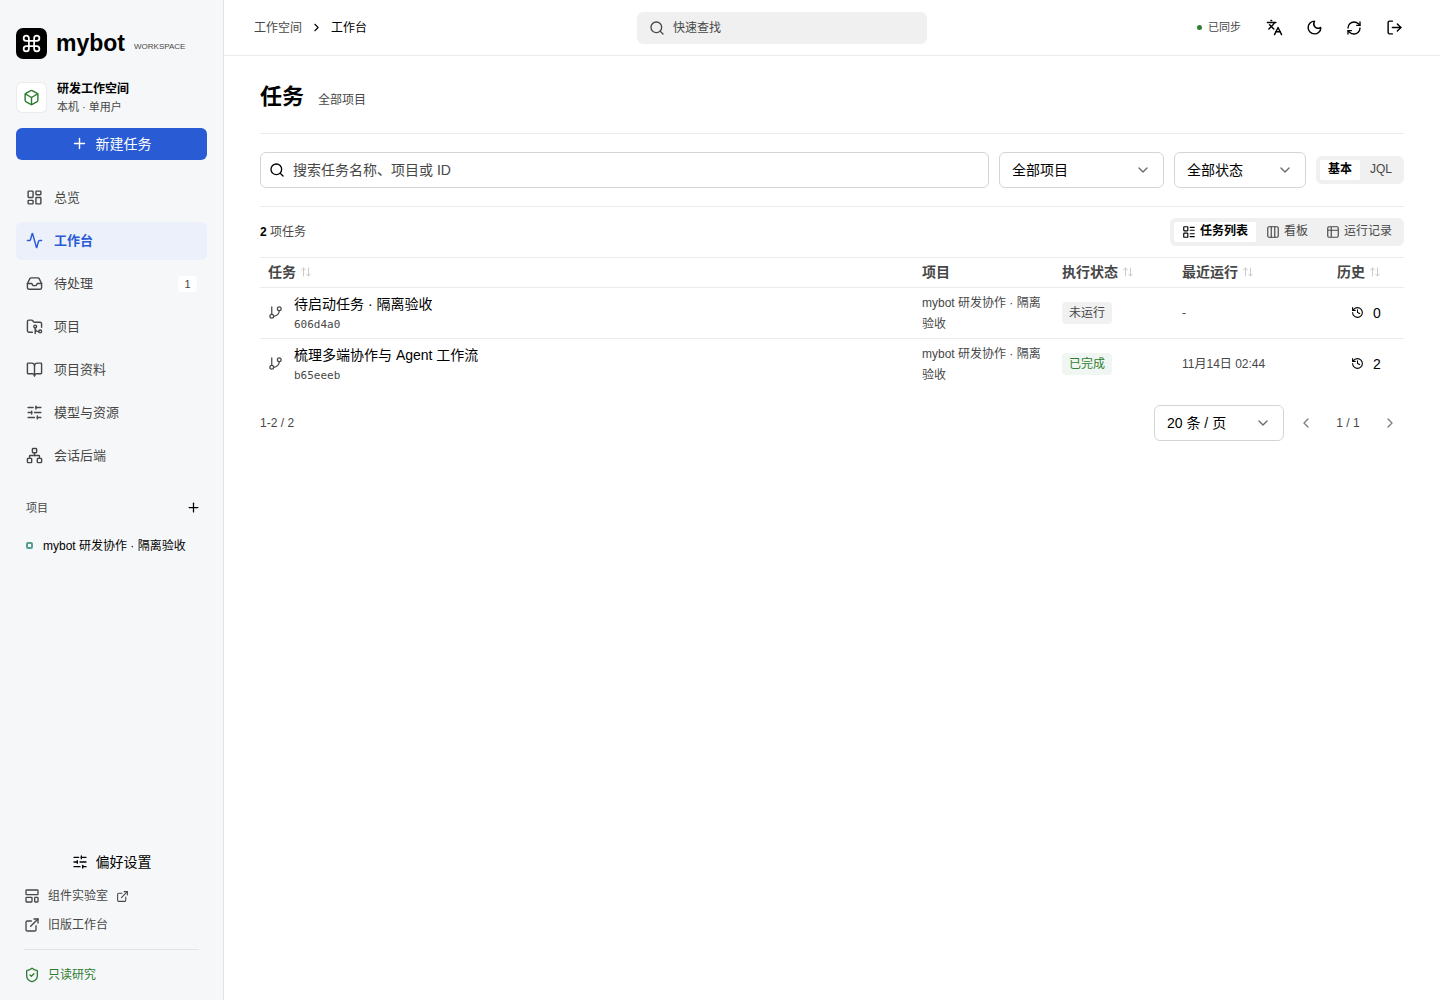 mybot WORKSPACE
研发工作空间
本机 · 单用户
新建任务
总览
工作台
待处理 1
项目
项目资料
模型与资源
会话后端
项目
mybot 研发协作 · 隔离验收
偏好设置
组件实验室
旧版工作台
只读研究
工作空间 工作台
快速查找
已同步
任务 全部项目
搜索任务名称、项目或 ID
全部项目
全部状态
基本 JQL
2 项任务
任务列表 看板 运行记录
任务 项目 执行状态 最近运行 历史
待启动任务 · 隔离验收
606d4a0
mybot 研发协作 · 隔离
验收
未运行
-
0
梳理多端协作与 Agent 工作流
b65eeeb
mybot 研发协作 · 隔离
验收
已完成
11月14日 02:44
2
1-2 / 2
20 条 / 页
1 / 1